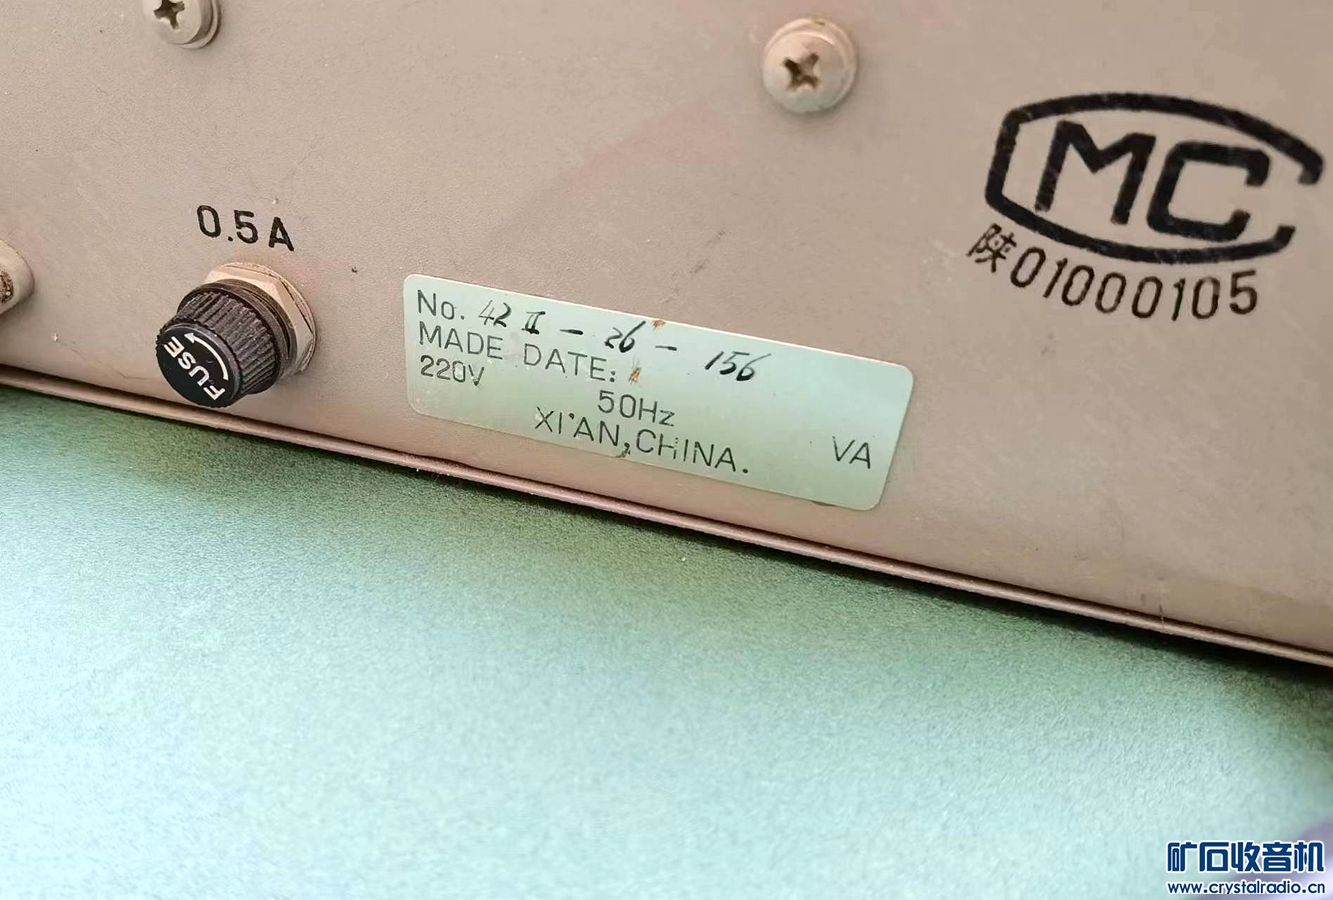 MC
陕01000105
0.5A
FUSE
No. 42 II - 26 - 156
MADE DATE:
220V 50Hz VA
XI'AN,CHINA.
矿石收音机
www.crystalradio.cn